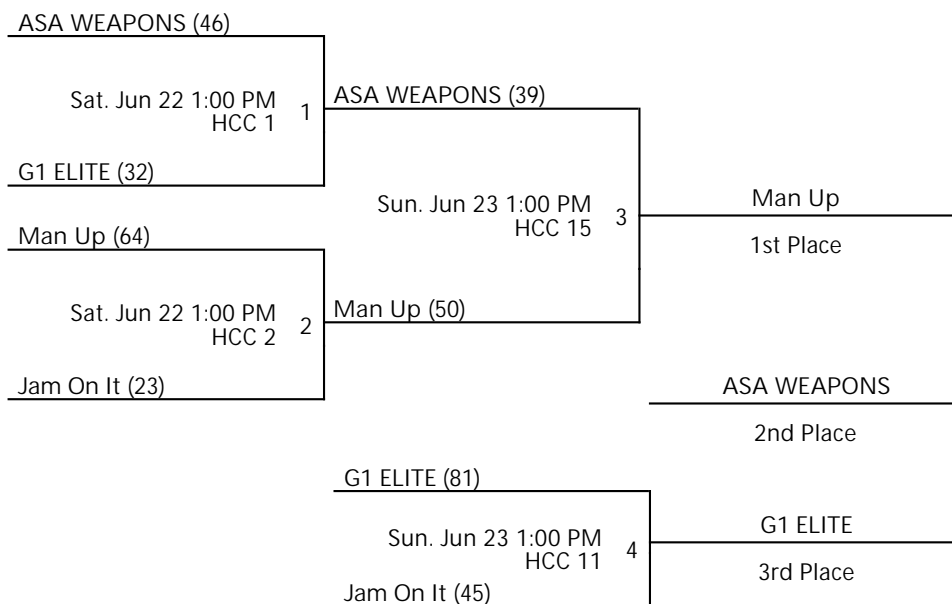 ASA WEAPONS (46)
Sat. Jun 22 1:00 PM
HCC 1
1
G1 ELITE (32)
ASA WEAPONS (39)
Man Up (64)
Sat. Jun 22 1:00 PM
HCC 2
2
Jam On It (23)
Sun. Jun 23 1:00 PM
HCC 15
3
Man Up (50)
Man Up
1st Place
ASA WEAPONS
2nd Place
G1 ELITE (81)
Sun. Jun 23 1:00 PM
HCC 11
4
Jam On It (45)
G1 ELITE
3rd Place